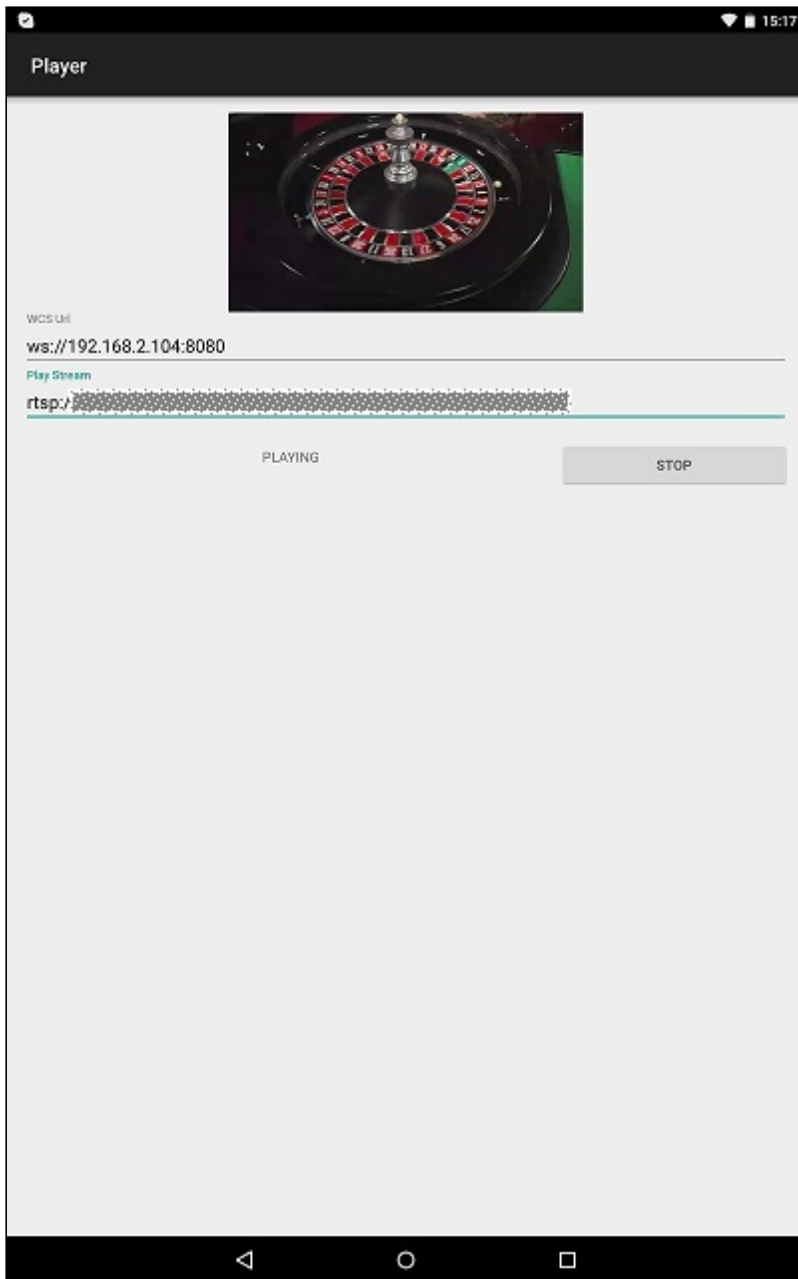 15:17
Player
WCS Url
ws://192.168.2.104:8080
Play Stream
rtsp:/
PLAYING
STOP